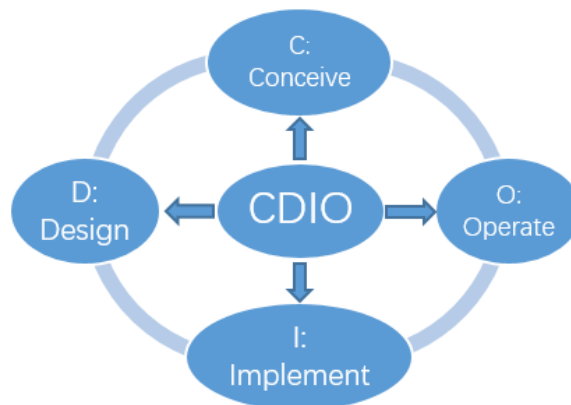 C:
Conceive
D:
Design
CDIO
O:
Operate
I:
Implement